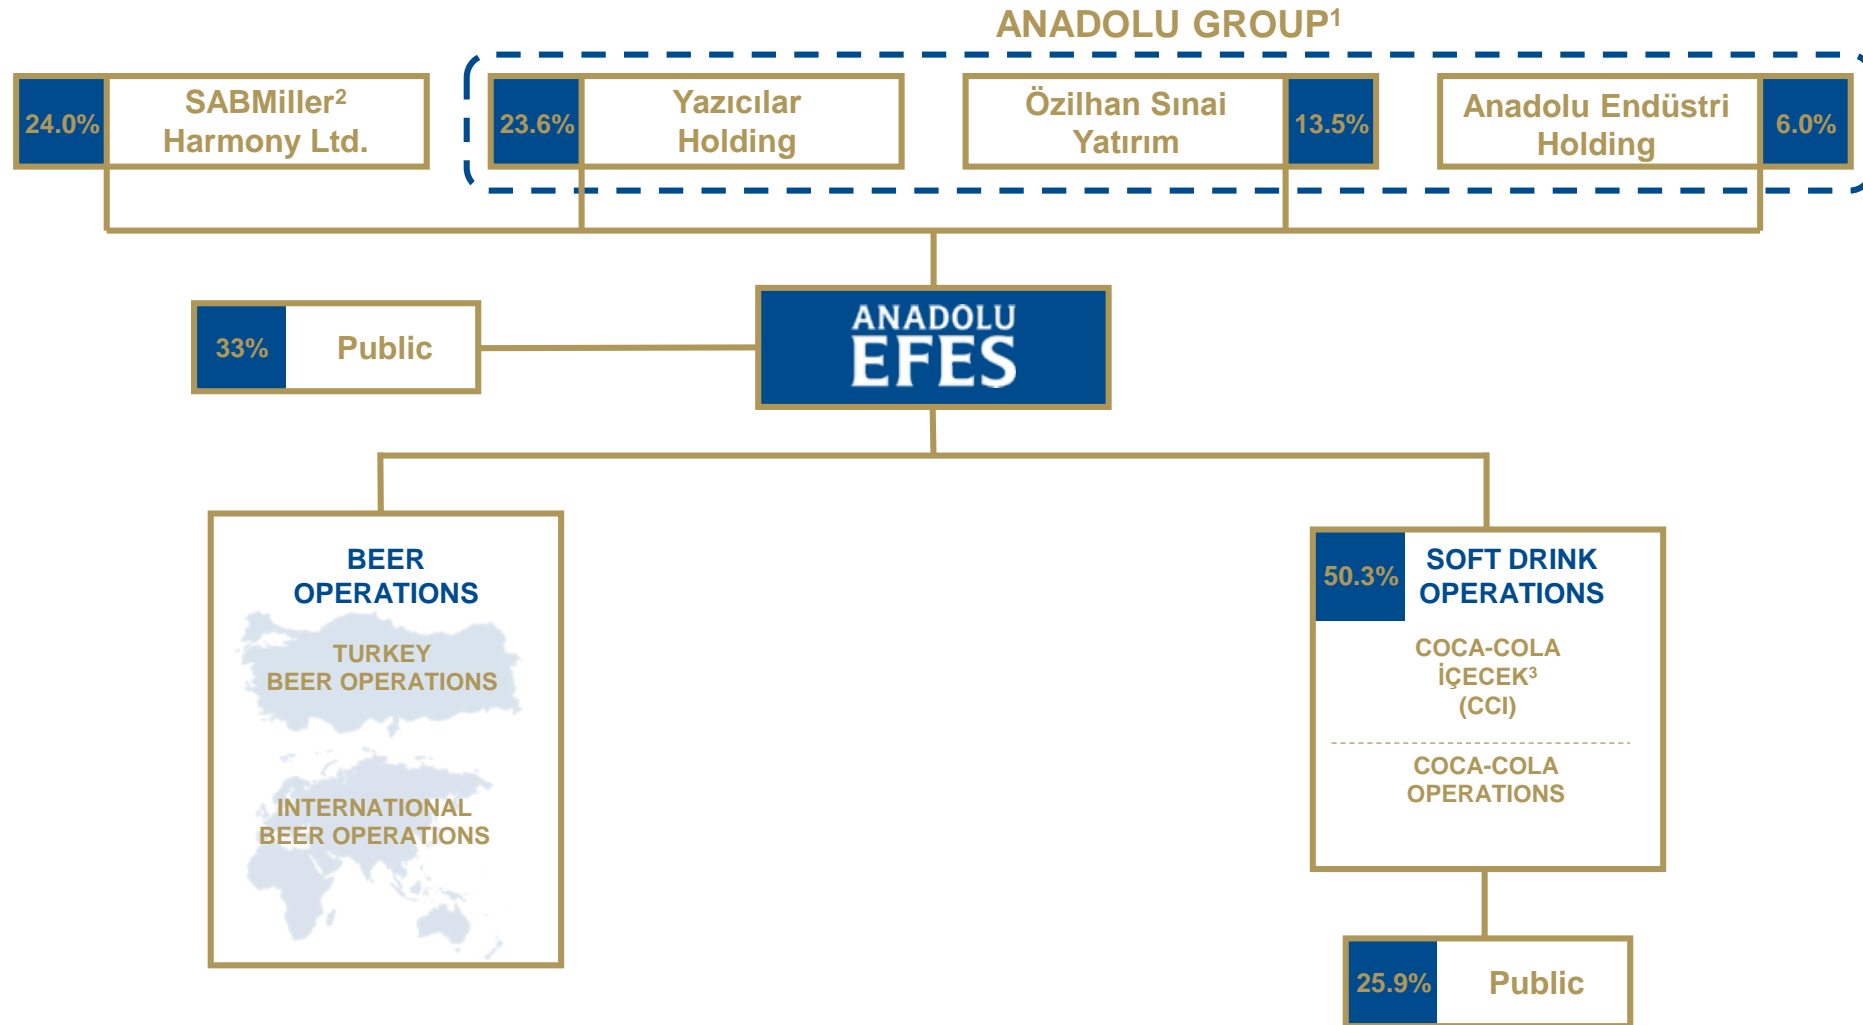 ANADOLU GROUP¹
24.0%
SABMiller²
Harmony Ltd.
23.6%
Yazıcılar
Holding
Özilhan Sınai
Yatırım
13.5%
Anadolu Endüstri
Holding
6.0%
33%
Public
ANADOLU
EFES
BEER
OPERATIONS
TURKEY
BEER OPERATIONS
INTERNATIONAL
BEER OPERATIONS
50.3%
SOFT DRINK
OPERATIONS
COCA-COLA
İÇECEK³
(CCI)
COCA-COLA
OPERATIONS
25.9%
Public